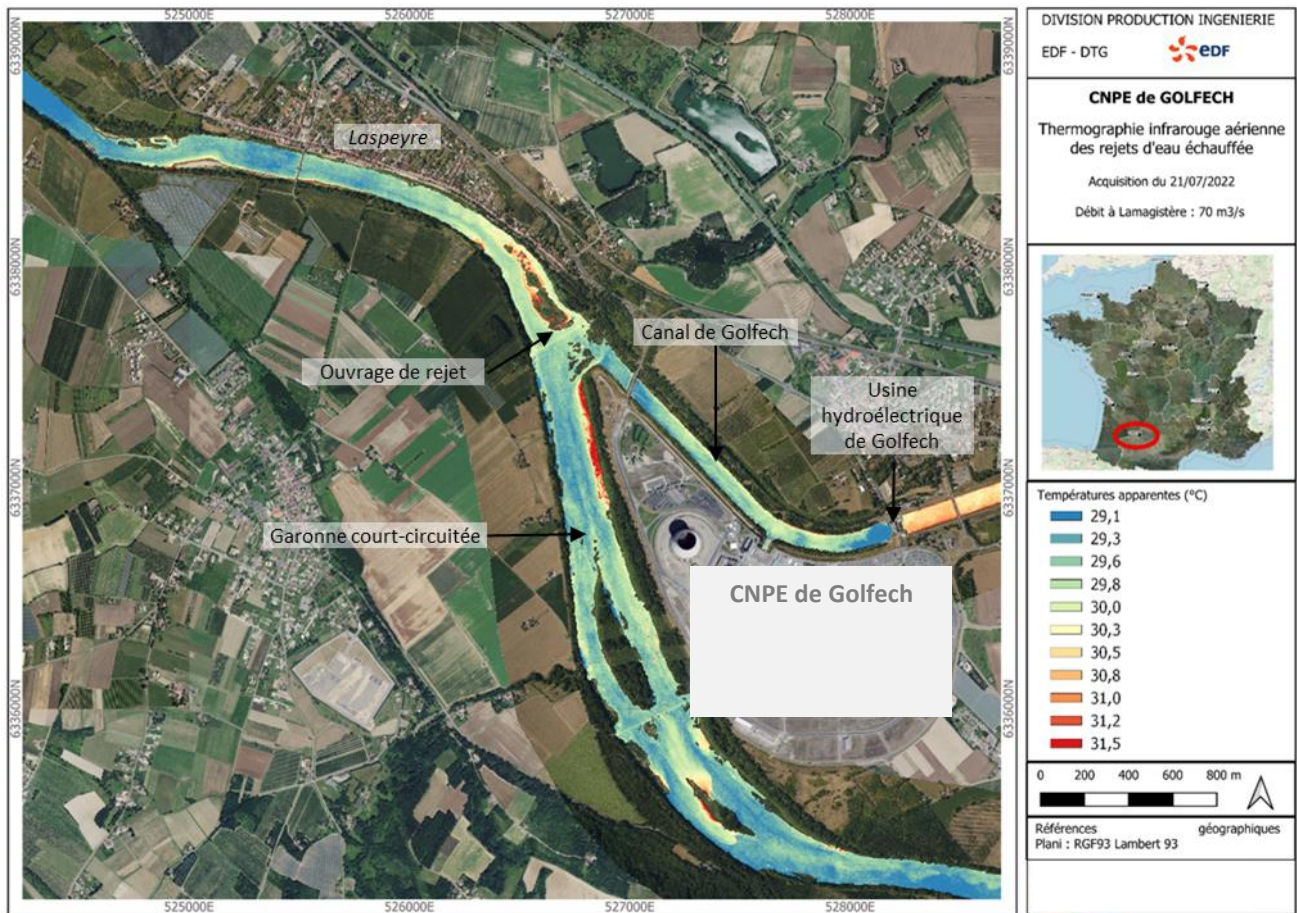 525000E
526000E
527000E
528000E
6339000N
6338000N
6337000N
6336000N
6339000N
6338000N
6337000N
6336000N
Laspeyre
Canal de Golfech
Ouvrage de rejet
Usine
hydroélectrique
de Golfech
Garonne court-circuitée
CNPE de Golfech
525000E
526000E
527000E
528000E
DIVISION PRODUCTION INGENIERIE
EDF - DTG
eDF
CNPE de GOLFECH
Thermographie infrarouge aérienne
des rejets d'eau échauffée
Acquisition du 21/07/2022
Débit à Lamagistère : 70 m3/s
Températures apparentes (°C)
29,1
29,3
29,6
29,8
30,0
30,3
30,5
30,8
31,0
31,2
31,5
0 200 400 600 800 m
Références géographiques
Plani : RGF93 Lambert 93